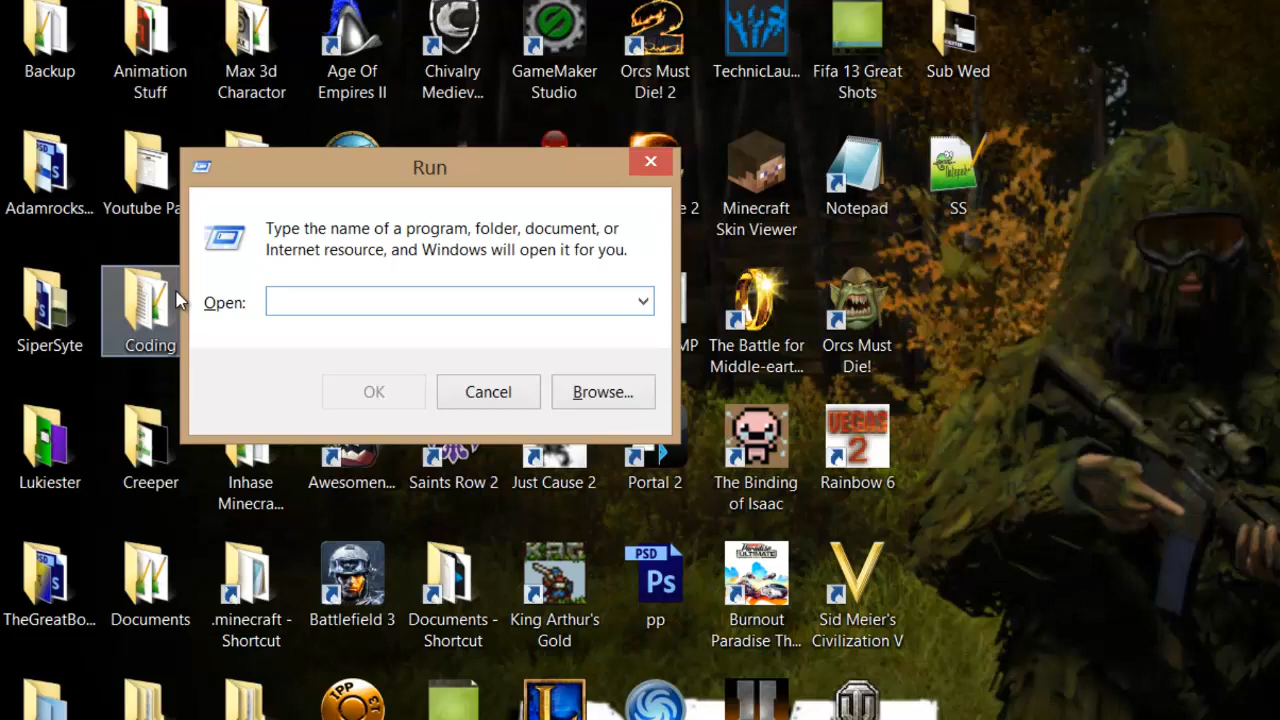 Backup
Animation
Stuff
Max 3d
Charactor
Age Of
Empires II
Chivalry
Mediev...
GameMaker
Studio
Orcs Must
Die! 2
TechnicLau...
Fifa 13 Great
Shots
Sub Wed
Adamrocks...
Youtube Pa
2
Minecraft
Skin Viewer
Notepad
SS
Run
Type the name of a program, folder, document, or
Internet resource, and Windows will open it for you.
Open:
OK
Cancel
Browse...
SiperSyte
Coding
MP
The Battle for
Middle-eart...
Orcs Must
Die!
Lukiester
Creeper
Inhase
Minecra...
Awesomen...
Saints Row 2
Just Cause 2
Portal 2
The Binding
of Isaac
VEGAS
2
Rainbow 6
TheGreatBo...
Documents
.minecraft -
Shortcut
Battlefield 3
Documents -
Shortcut
King Arthur's
Gold
PSD
Ps
pp
Burnout
Paradise Th...
Sid Meier's
Civilization V